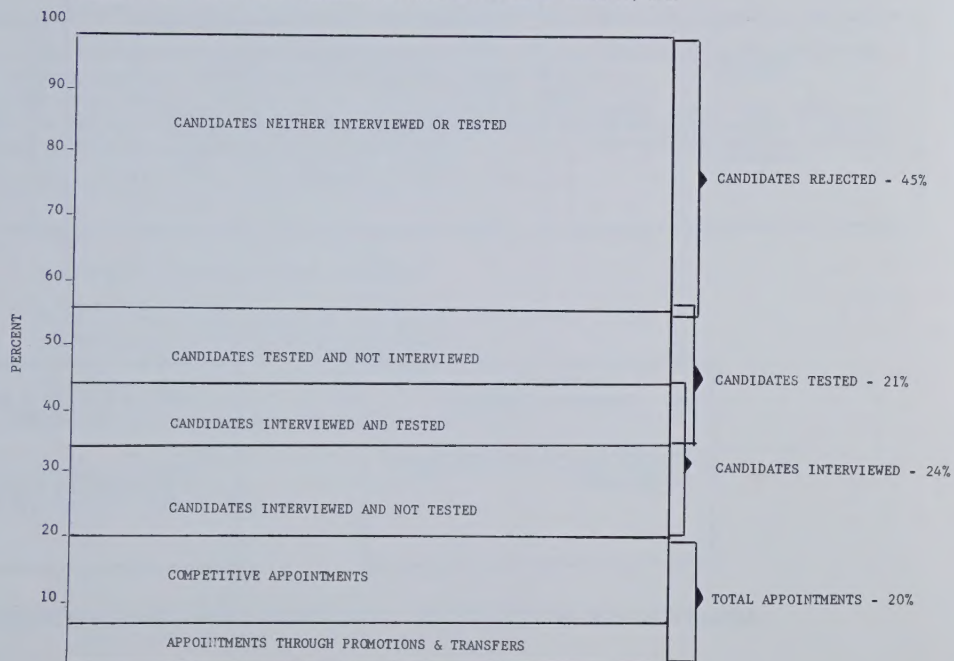 100
90
CANDIDATES NEITHER INTERVIEWED OR TESTED
80
CANDIDATES REJECTED - 45%
70
60
PERCENT
50
CANDIDATES TESTED AND NOT INTERVIEWED
CANDIDATES TESTED - 21%
40
CANDIDATES INTERVIEWED AND TESTED
30
CANDIDATES INTERVIEWED - 24%
CANDIDATES INTERVIEWED AND NOT TESTED
20
COMPETITIVE APPOINTMENTS
10
TOTAL APPOINTMENTS - 20%
APPOINTMENTS THROUGH PROMOTIONS & TRANSFERS